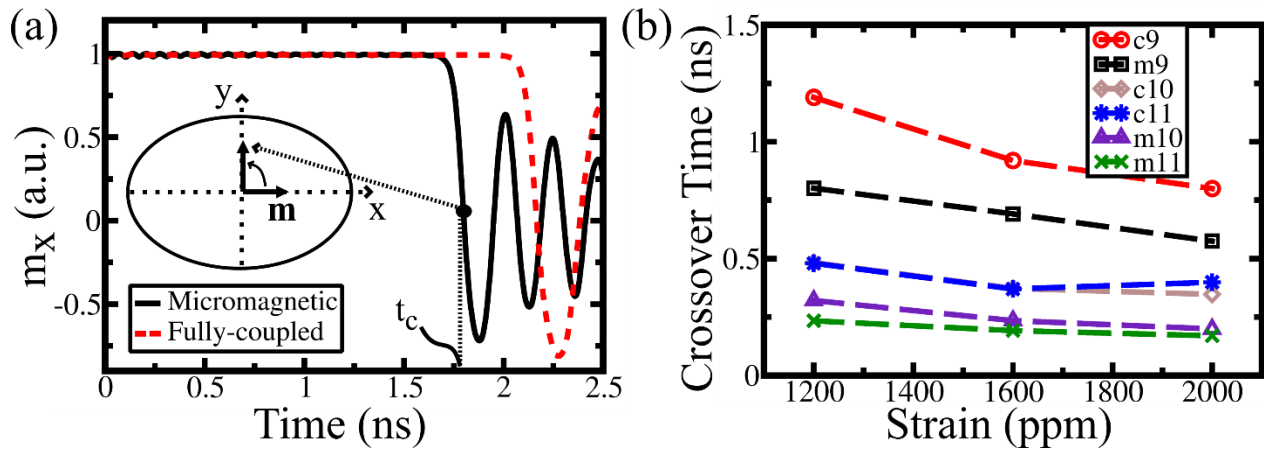 (a)
m_x (a.u.)
1
0.5
0
-0.5
y
x
m
Micromagnetic
Fully-coupled
t_c
0
0.5
1
1.5
2
2.5
Time (ns)
(b)
Crossover Time (ns)
1.5
1
0.5
0
c9
m9
c10
c11
m10
m11
1200
1400
1600
1800
2000
Strain (ppm)